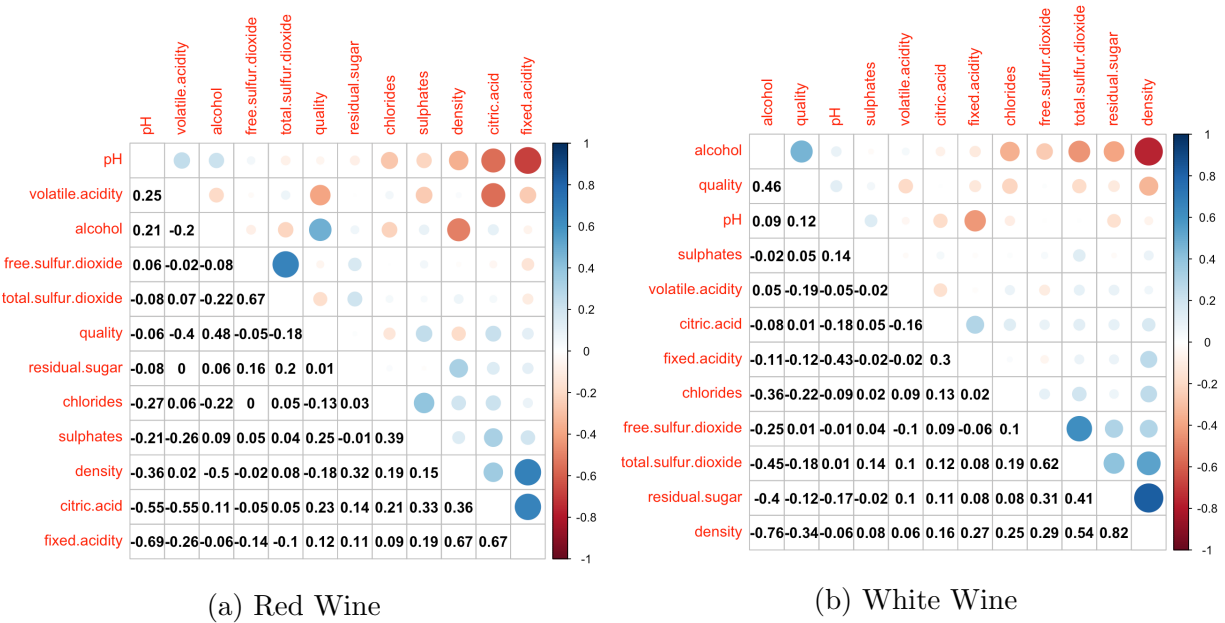 pH volatile.acidity alcohol free.sulfur.dioxide total.sulfur.dioxide quality residual.sugar chlorides sulphates density citric.acid fixed.acidity
pH
volatile.acidity 0.25
alcohol 0.21 -0.2
free.sulfur.dioxide 0.06 -0.02 -0.08
total.sulfur.dioxide -0.08 0.07 -0.22 0.67
quality -0.06 -0.4 0.48 -0.05 -0.18
residual.sugar -0.08 0 0.06 0.16 0.2 0.01
chlorides -0.27 0.06 -0.22 0 0.05 -0.13 0.03
sulphates -0.21 -0.26 0.09 0.05 0.04 0.25 -0.01 0.39
density -0.36 0.02 -0.5 -0.02 0.08 -0.18 0.32 0.19 0.15
citric.acid -0.55 -0.55 0.11 -0.05 0.05 0.23 0.14 0.21 0.33 0.36
fixed.acidity -0.69 -0.26 -0.06 -0.14 -0.1 0.12 0.11 0.09 0.19 0.67 0.67
1
0.8
0.6
0.4
0.2
0
-0.2
-0.4
-0.6
-0.8
-1
(a) Red Wine
alcohol quality pH sulphates volatile.acidity citric.acid fixed.acidity chlorides free.sulfur.dioxide total.sulfur.dioxide residual.sugar density
alcohol
quality 0.46
pH 0.09 0.12
sulphates -0.02 0.05 0.14
volatile.acidity 0.05 -0.19 -0.05 -0.02
citric.acid -0.08 0.01 -0.18 0.05 -0.16
fixed.acidity -0.11 -0.12 -0.43 -0.02 -0.02 0.3
chlorides -0.36 -0.22 -0.09 0.02 0.09 0.13 0.02
free.sulfur.dioxide -0.25 0.01 -0.01 0.04 -0.1 0.09 -0.06 0.1
total.sulfur.dioxide -0.45 -0.18 0.01 0.14 0.1 0.12 0.08 0.19 0.62
residual.sugar -0.4 -0.12 -0.17 -0.02 0.1 0.11 0.08 0.08 0.31 0.41
density -0.76 -0.34 -0.06 0.08 0.06 0.16 0.27 0.25 0.29 0.54 0.82
1
0.8
0.6
0.4
0.2
0
-0.2
-0.4
-0.6
-0.8
-1
(b) White Wine